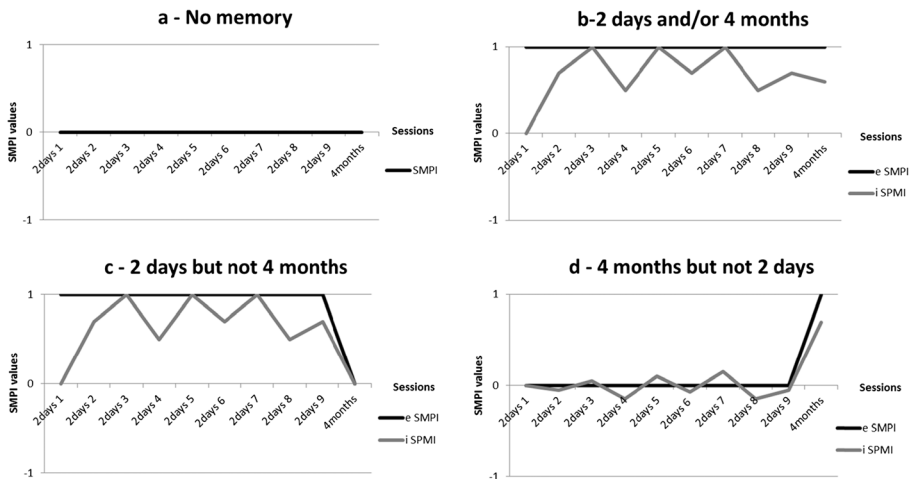 a - No memory
1
0
-1
SMPI values
2days 1
2days 2
2days 3
2days 4
2days 5
2days 6
2days 7
2days 8
2days 9
4months
Sessions
SMPI
b-2 days and/or 4 months
1
0
-1
SMPI values
2days 1
2days 2
2days 3
2days 4
2days 5
2days 6
2days 7
2days 8
2days 9
4months
Sessions
e SMPI
i SPMI
c - 2 days but not 4 months
1
0
-1
SMPI values
2days 1
2days 2
2days 3
2days 4
2days 5
2days 6
2days 7
2days 8
2days 9
4months
Sessions
e SMPI
i SPMI
d - 4 months but not 2 days
1
0
-1
SMPI values
2days 1
2days 2
2days 3
2days 4
2days 5
2days 6
2days 7
2days 8
2days 9
4months
Sessions
e SMPI
i SPMI